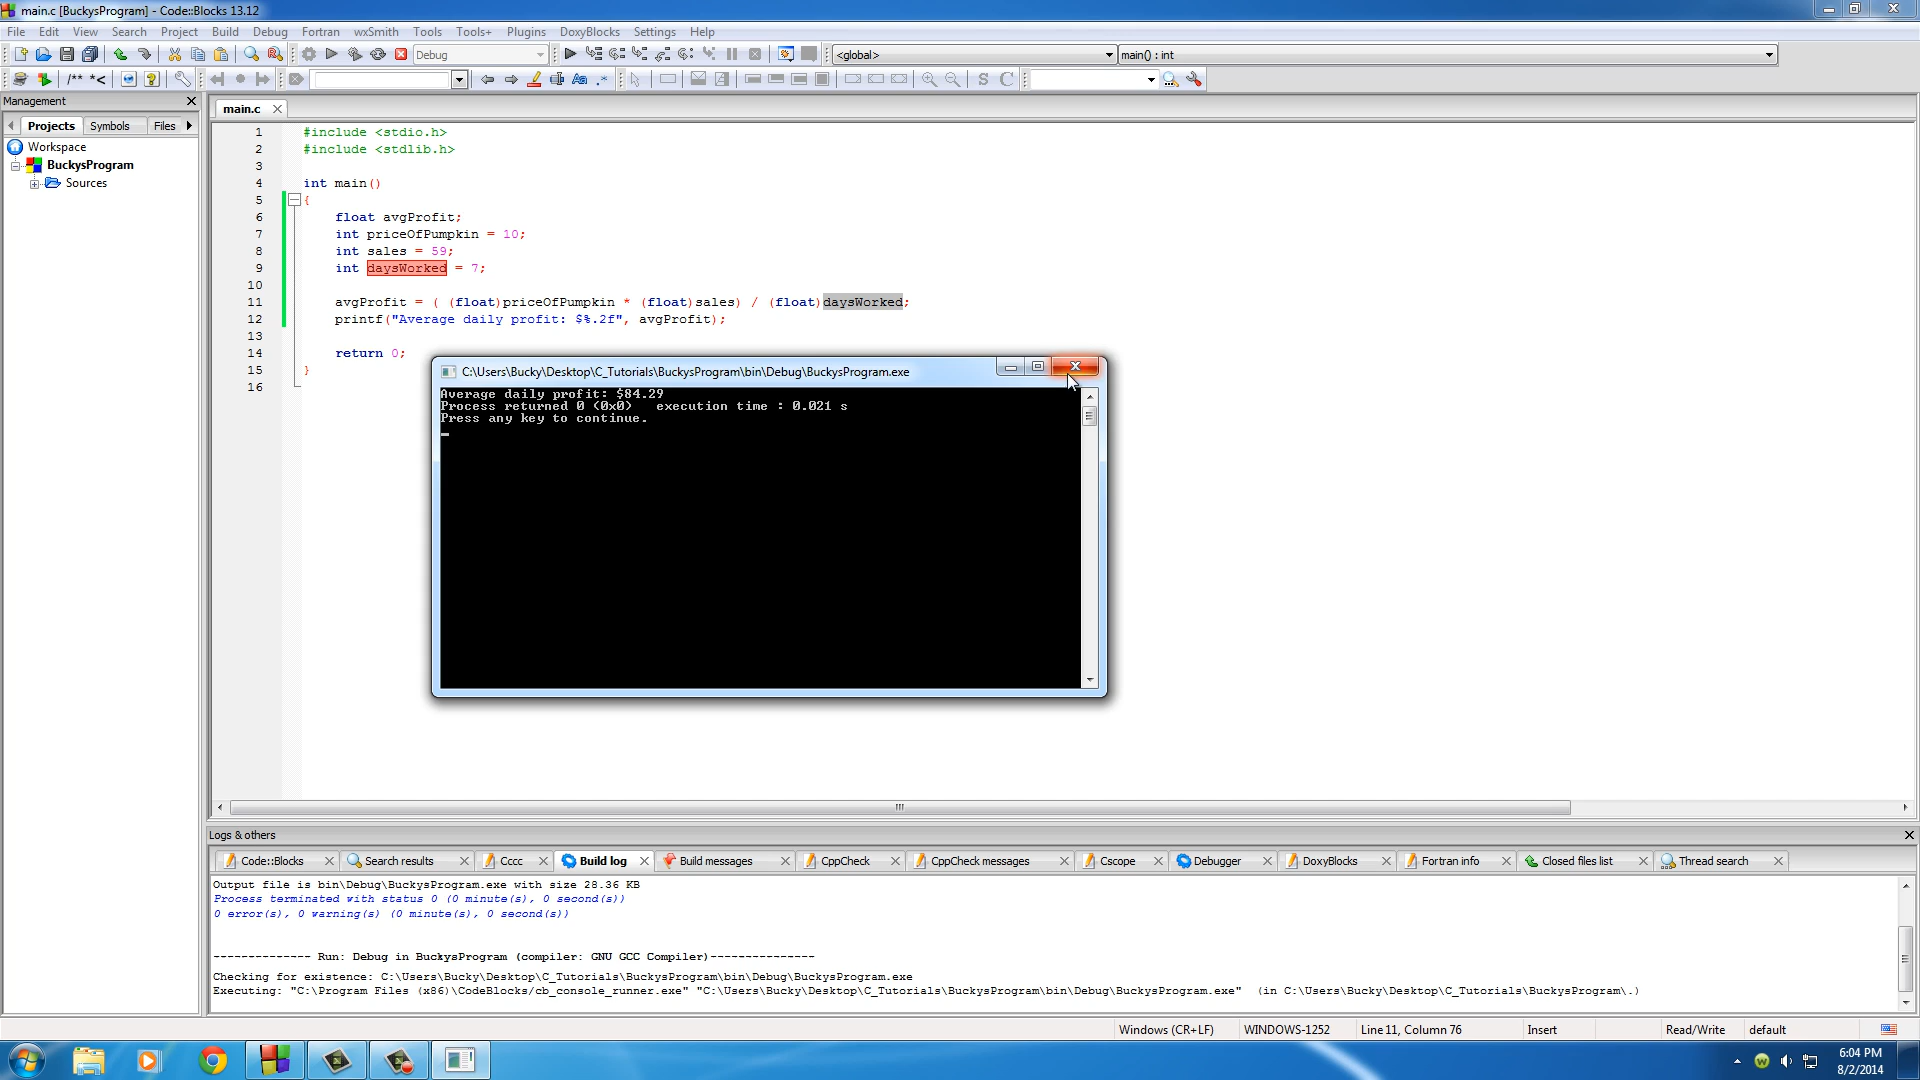 main.c [BuckysProgram] - Code::Blocks 13.12
File Edit View Search Project Build Debug Fortran wxSmith Tools Tools+ Plugins DoxyBlocks Settings Help
Debug <global> main() : int
/** *< Aa .* S C
Management
main.c
Projects Symbols Files
Workspace
BuckysProgram
Sources
1 #include <stdio.h>
2 #include <stdlib.h>
3
4 int main()
5 {
6 float avgProfit;
7 int priceOfPumpkin = 10;
8 int sales = 59;
9 int daysWorked = 7;
10
11 avgProfit = ( (float)priceOfPumpkin * (float)sales) / (float)daysWorked;
12 printf("Average daily profit: $%.2f", avgProfit);
13
14 return 0;
15 }
16
C:\Users\Bucky\Desktop\C_Tutorials\BuckysProgram\bin\Debug\BuckysProgram.exe
Average daily profit: $84.29
Process returned 0 (0x0) execution time : 0.021 s
Press any key to continue.
Logs & others
Code::Blocks Search results Cccc Build log Build messages CppCheck CppCheck messages Cscope Debugger DoxyBlocks Fortran info Closed files list Thread search
Output file is bin\Debug\BuckysProgram.exe with size 28.36 KB
Process terminated with status 0 (0 minute(s), 0 second(s))
0 error(s), 0 warning(s) (0 minute(s), 0 second(s))
-------------- Run: Debug in BuckysProgram (compiler: GNU GCC Compiler)---------------
Checking for existence: C:\Users\Bucky\Desktop\C_Tutorials\BuckysProgram\bin\Debug\BuckysProgram.exe
Executing: "C:\Program Files (x86)\CodeBlocks/cb_console_runner.exe" "C:\Users\Bucky\Desktop\C_Tutorials\BuckysProgram\bin\Debug\BuckysProgram.exe" (in C:\Users\Bucky\Desktop\C_Tutorials\BuckysProgram\.)
Windows (CR+LF) WINDOWS-1252 Line 11, Column 76 Insert Read/Write default
6:04 PM
8/2/2014